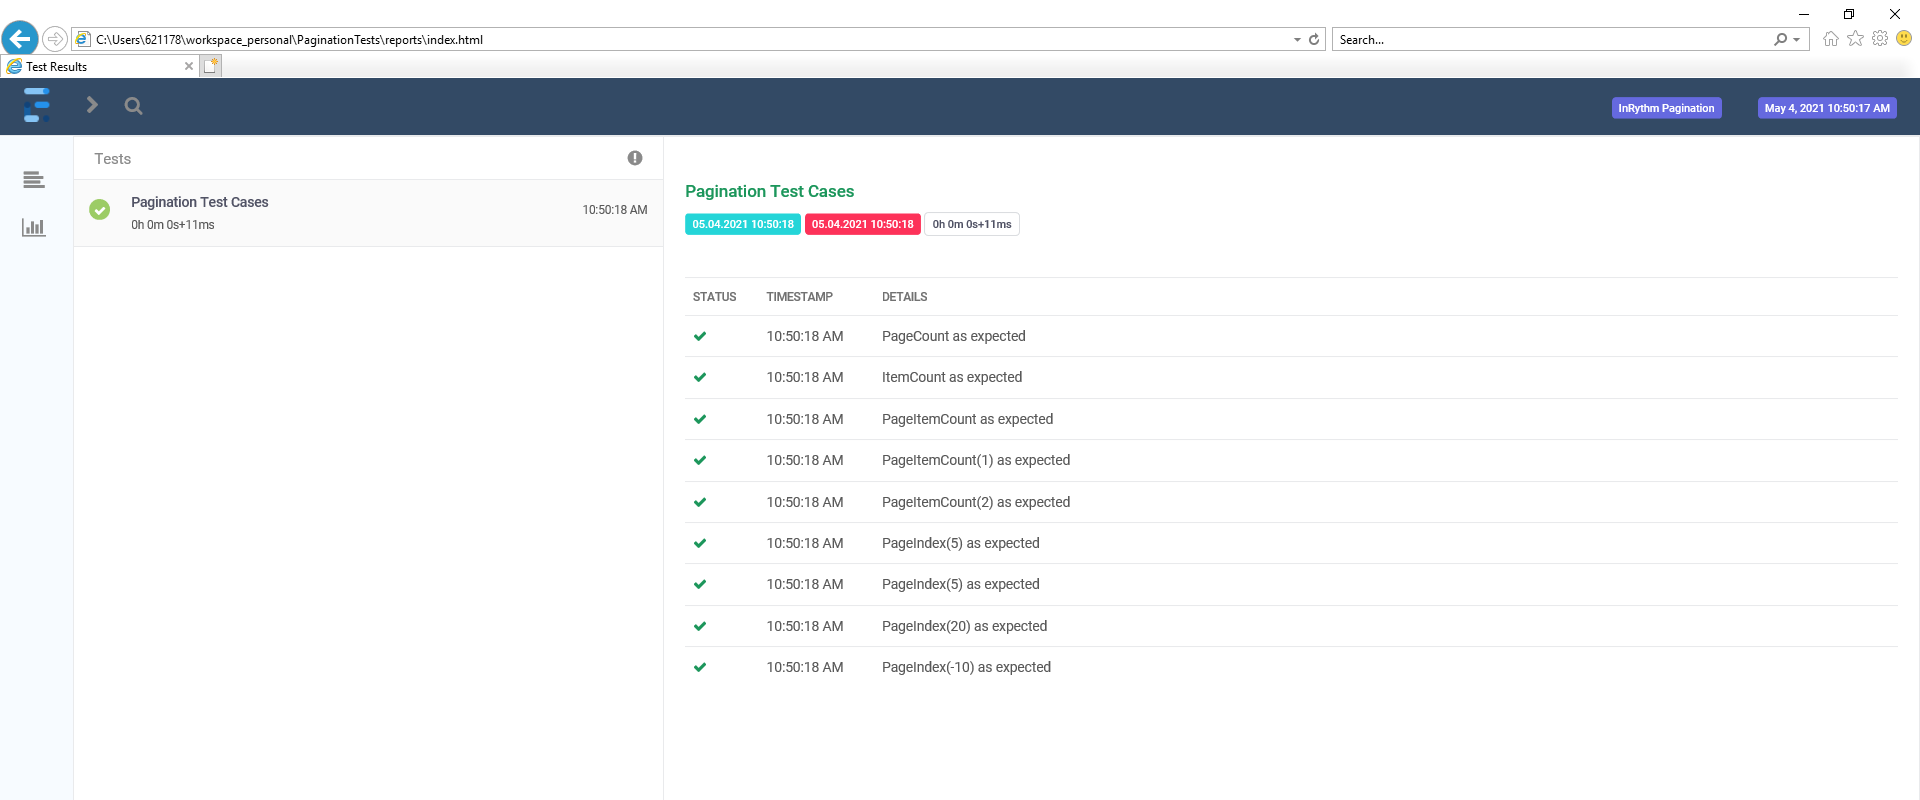 C:\Users\621178\workspace_personal\PaginationTests\reports\index.html
Search...
Test Results
InRythm Pagination
May 4, 2021 10:50:17 AM
Tests
Pagination Test Cases
10:50:18 AM
0h 0m 0s+11ms
Pagination Test Cases
05.04.2021 10:50:18 05.04.2021 10:50:18 0h 0m 0s+11ms
STATUS TIMESTAMP DETAILS
10:50:18 AM PageCount as expected
10:50:18 AM ItemCount as expected
10:50:18 AM PageItemCount as expected
10:50:18 AM PageItemCount(1) as expected
10:50:18 AM PageItemCount(2) as expected
10:50:18 AM PageIndex(5) as expected
10:50:18 AM PageIndex(5) as expected
10:50:18 AM PageIndex(20) as expected
10:50:18 AM PageIndex(-10) as expected